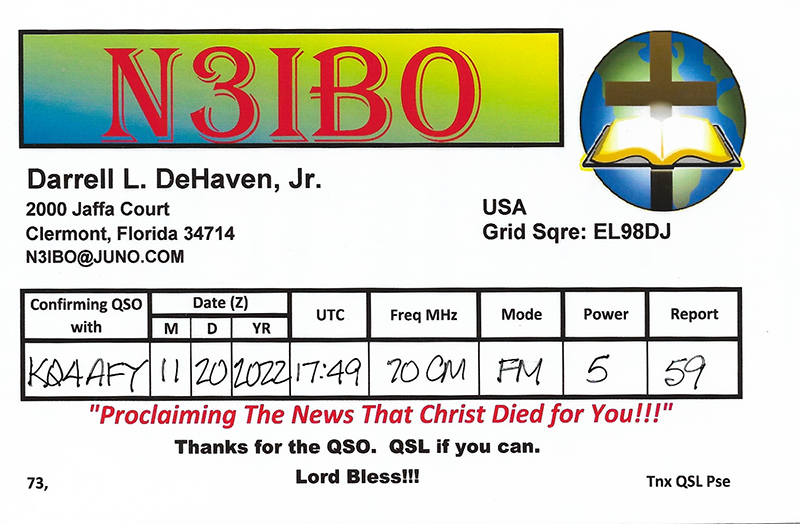 N3IBO
Darrell L. DeHaven, Jr.
2000 Jaffa Court
Clermont, Florida 34714
N3IBO@JUNO.COM
USA
Grid Sqre: EL98DJ
Confirming QSO with
Date (Z)
M D YR
UTC
Freq MHz
Mode
Power
Report
KQ4AFY 11 20 2022 17:49 70 CM FM 5 59
"Proclaiming The News That Christ Died for You!!!"
Thanks for the QSO. QSL if you can.
Lord Bless!!!
73,
Tnx QSL Pse